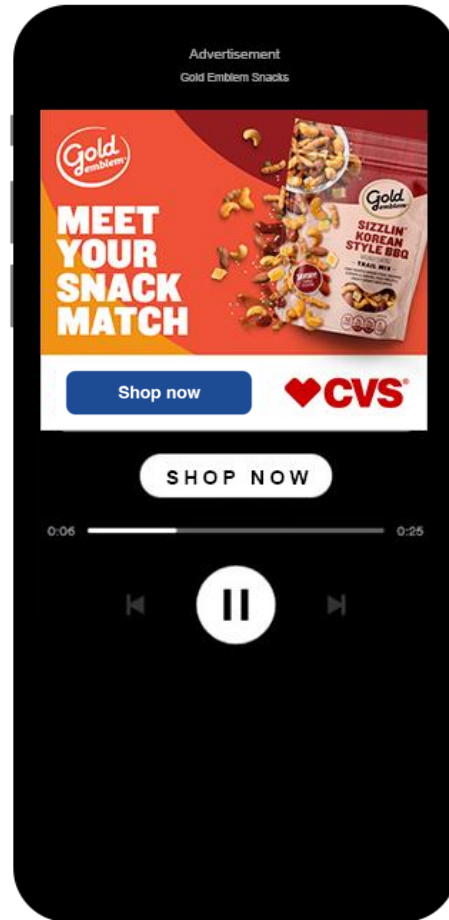 Advertisement
Gold Emblem Snacks
Gold
emblem
MEET
YOUR
SNACK
MATCH
Gold
emblem
SIZZLIN'
KOREAN
STYLE BBQ
TRAIL MIX
Shop now
CVS®
SHOP NOW
0:06
0:25